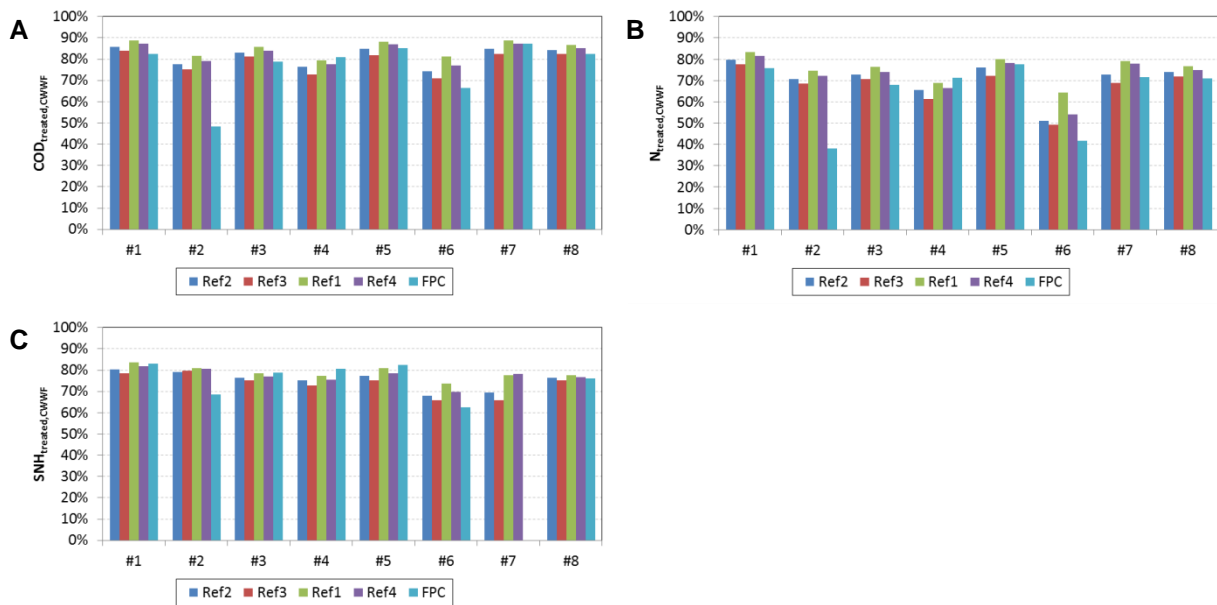 A
COD treated,CWWF
100%
90%
80%
70%
60%
50%
40%
30%
20%
10%
0%
#1 #2 #3 #4 #5 #6 #7 #8
Ref2 Ref3 Ref1 Ref4 FPC
B
N treated,CWWF
100%
90%
80%
70%
60%
50%
40%
30%
20%
10%
0%
#1 #2 #3 #4 #5 #6 #7 #8
Ref2 Ref3 Ref1 Ref4 FPC
C
SNH treated,CWWF
100%
90%
80%
70%
60%
50%
40%
30%
20%
10%
0%
#1 #2 #3 #4 #5 #6 #7 #8
Ref2 Ref3 Ref1 Ref4 FPC